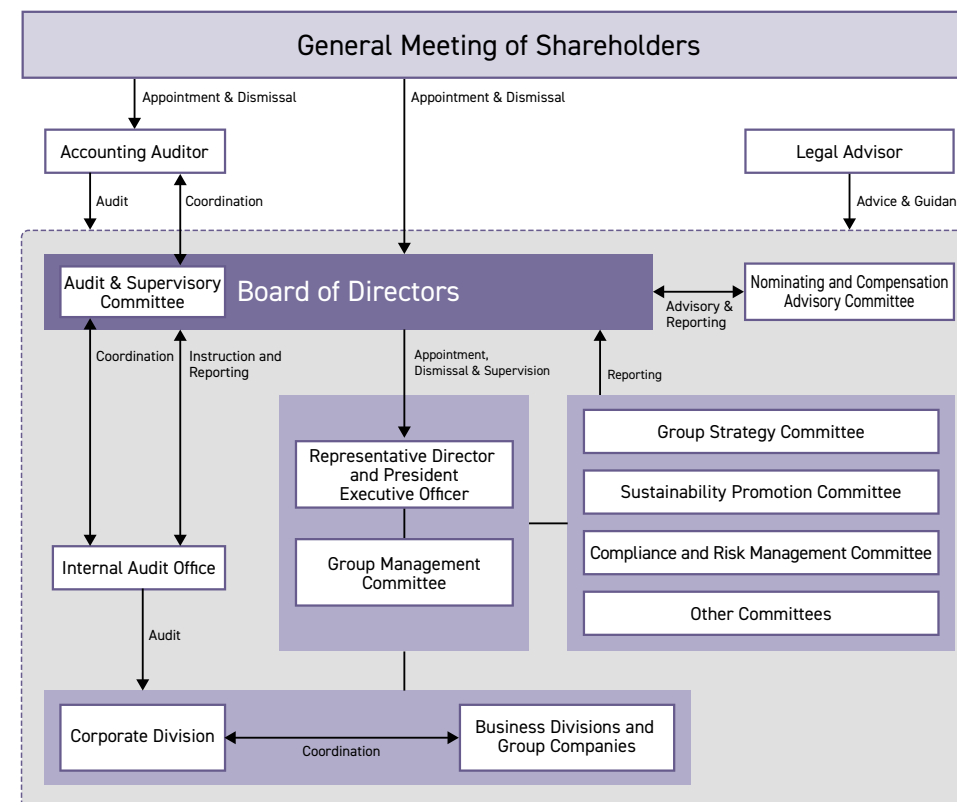 General Meeting of Shareholders
Appointment & Dismissal
Appointment & Dismissal
Accounting Auditor
Legal Advisor
Audit
Coordination
Advice & Guidan
Audit & Supervisory
Committee
Board of Directors
Nominating and Compensation
Advisory Committee
Advisory &
Reporting
Coordination
Instruction and
Reporting
Appointment,
Dismissal & Supervision
Reporting
Representative Director
and President
Executive Officer
Group Management
Committee
Group Strategy Committee
Sustainability Promotion Committee
Compliance and Risk Management Committee
Other Committees
Internal Audit Office
Audit
Corporate Division
Coordination
Business Divisions and
Group Companies